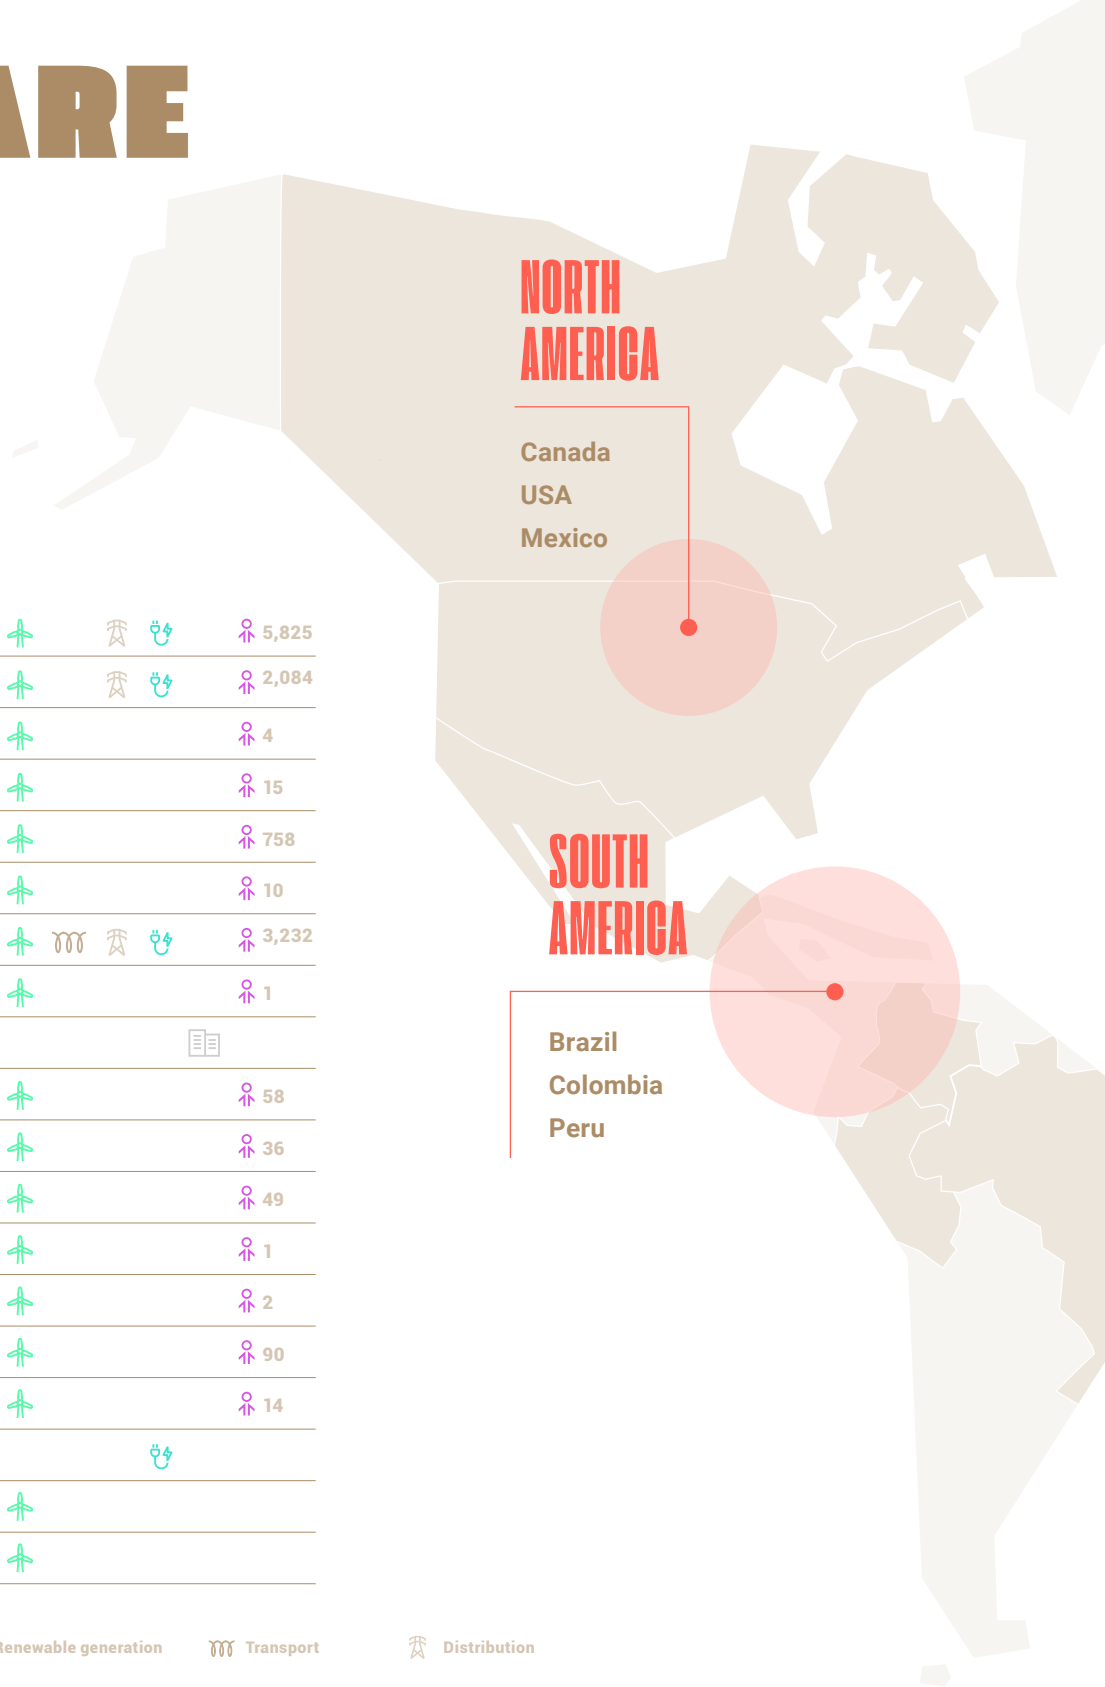 ARE
NORTH
AMERICA
Canada
USA
Mexico
5,825
2,084
4
15
758
10
3,232
1
58
36
49
1
2
90
14
SOUTH
AMERICA
Brazil
Colombia
Peru
Renewable generation
Transport
Distribution